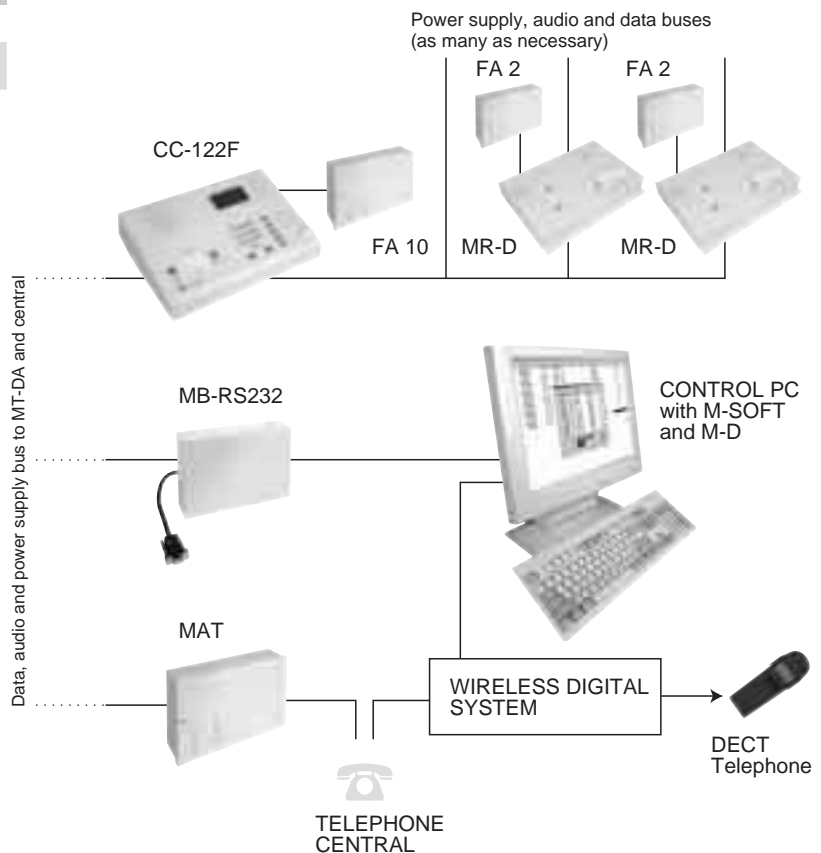 Power supply, audio and data buses
(as many as necessary)
FA 2
FA 2
CC-122F
FA 10
MR-D
MR-D
Data, audio and power supply bus to MT-DA and central
MB-RS232
CONTROL PC
with M-SOFT
and M-D
MAT
WIRELESS DIGITAL
SYSTEM
DECT
Telephone
TELEPHONE
CENTRAL